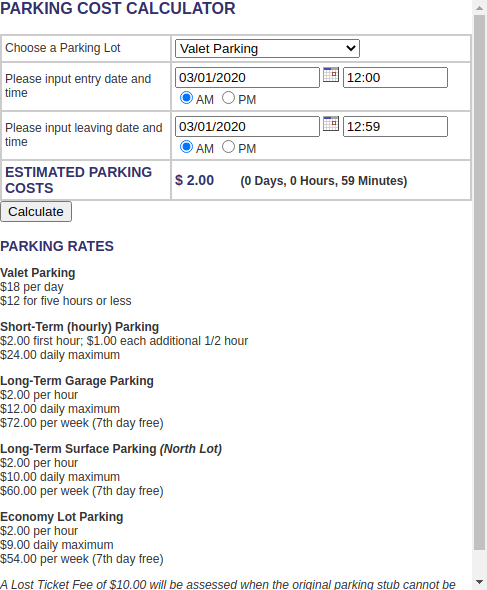 PARKING COST CALCULATOR
Choose a Parking Lot
Valet Parking
Please input entry date and
time
03/01/2020
12:00
AM PM
Please input leaving date and
time
03/01/2020
12:59
AM PM
ESTIMATED PARKING
COSTS
$ 2.00 (0 Days, 0 Hours, 59 Minutes)
Calculate
PARKING RATES
Valet Parking
$18 per day
$12 for five hours or less
Short-Term (hourly) Parking
$2.00 first hour; $1.00 each additional 1/2 hour
$24.00 daily maximum
Long-Term Garage Parking
$2.00 per hour
$12.00 daily maximum
$72.00 per week (7th day free)
Long-Term Surface Parking (North Lot)
$2.00 per hour
$10.00 daily maximum
$60.00 per week (7th day free)
Economy Lot Parking
$2.00 per hour
$9.00 daily maximum
$54.00 per week (7th day free)
A Lost Ticket Fee of $10.00 will be assessed when the original parking stub cannot be